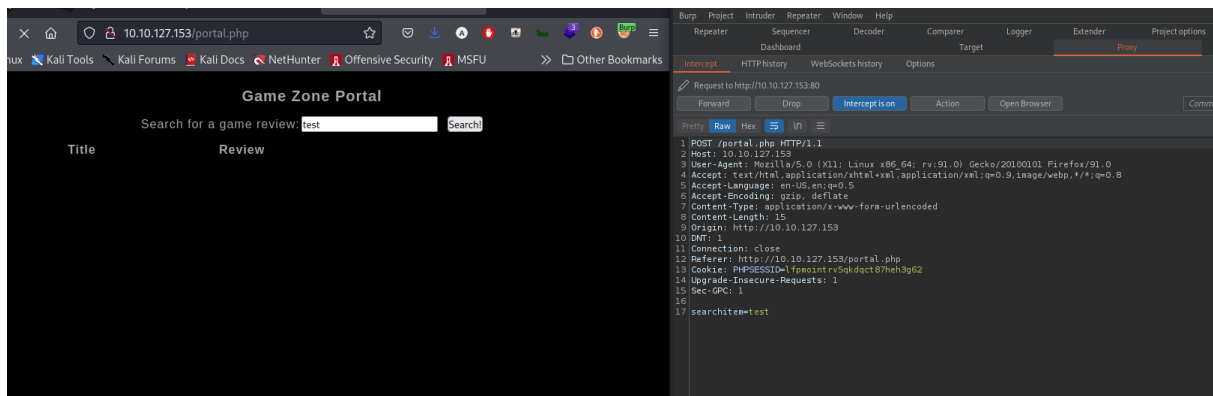 10.10.127.153/portal.php
nux Kali Tools Kali Forums Kali Docs NetHunter Offensive Security MSFU >> Other Bookmarks
Game Zone Portal
Search for a game review: test Search!
Title Review
Burp Project Intruder Repeater Window Help
Repeater Sequencer Decoder Comparer Logger Extender Project options
Dashboard Target Proxy
Intercept HTTP history WebSockets history Options
Request to http://10.10.127.153:80
Forward Drop Intercept is on Action Open Browser Comm
Pretty Raw Hex \n
1 POST /portal.php HTTP/1.1
2 Host: 10.10.127.153
3 User-Agent: Mozilla/5.0 (X11; Linux x86_64; rv:91.0) Gecko/20100101 Firefox/91.0
4 Accept: text/html,application/xhtml+xml,application/xml;q=0.9,image/webp,*/*;q=0.8
5 Accept-Language: en-US,en;q=0.5
6 Accept-Encoding: gzip, deflate
7 Content-Type: application/x-www-form-urlencoded
8 Content-Length: 15
9 Origin: http://10.10.127.153
10 DNT: 1
11 Connection: close
12 Referer: http://10.10.127.153/portal.php
13 Cookie: PHPSESSID=lfpmointrv5qkdqct87heh3g62
14 Upgrade-Insecure-Requests: 1
15 Sec-GPC: 1
16
17 searchitem=test